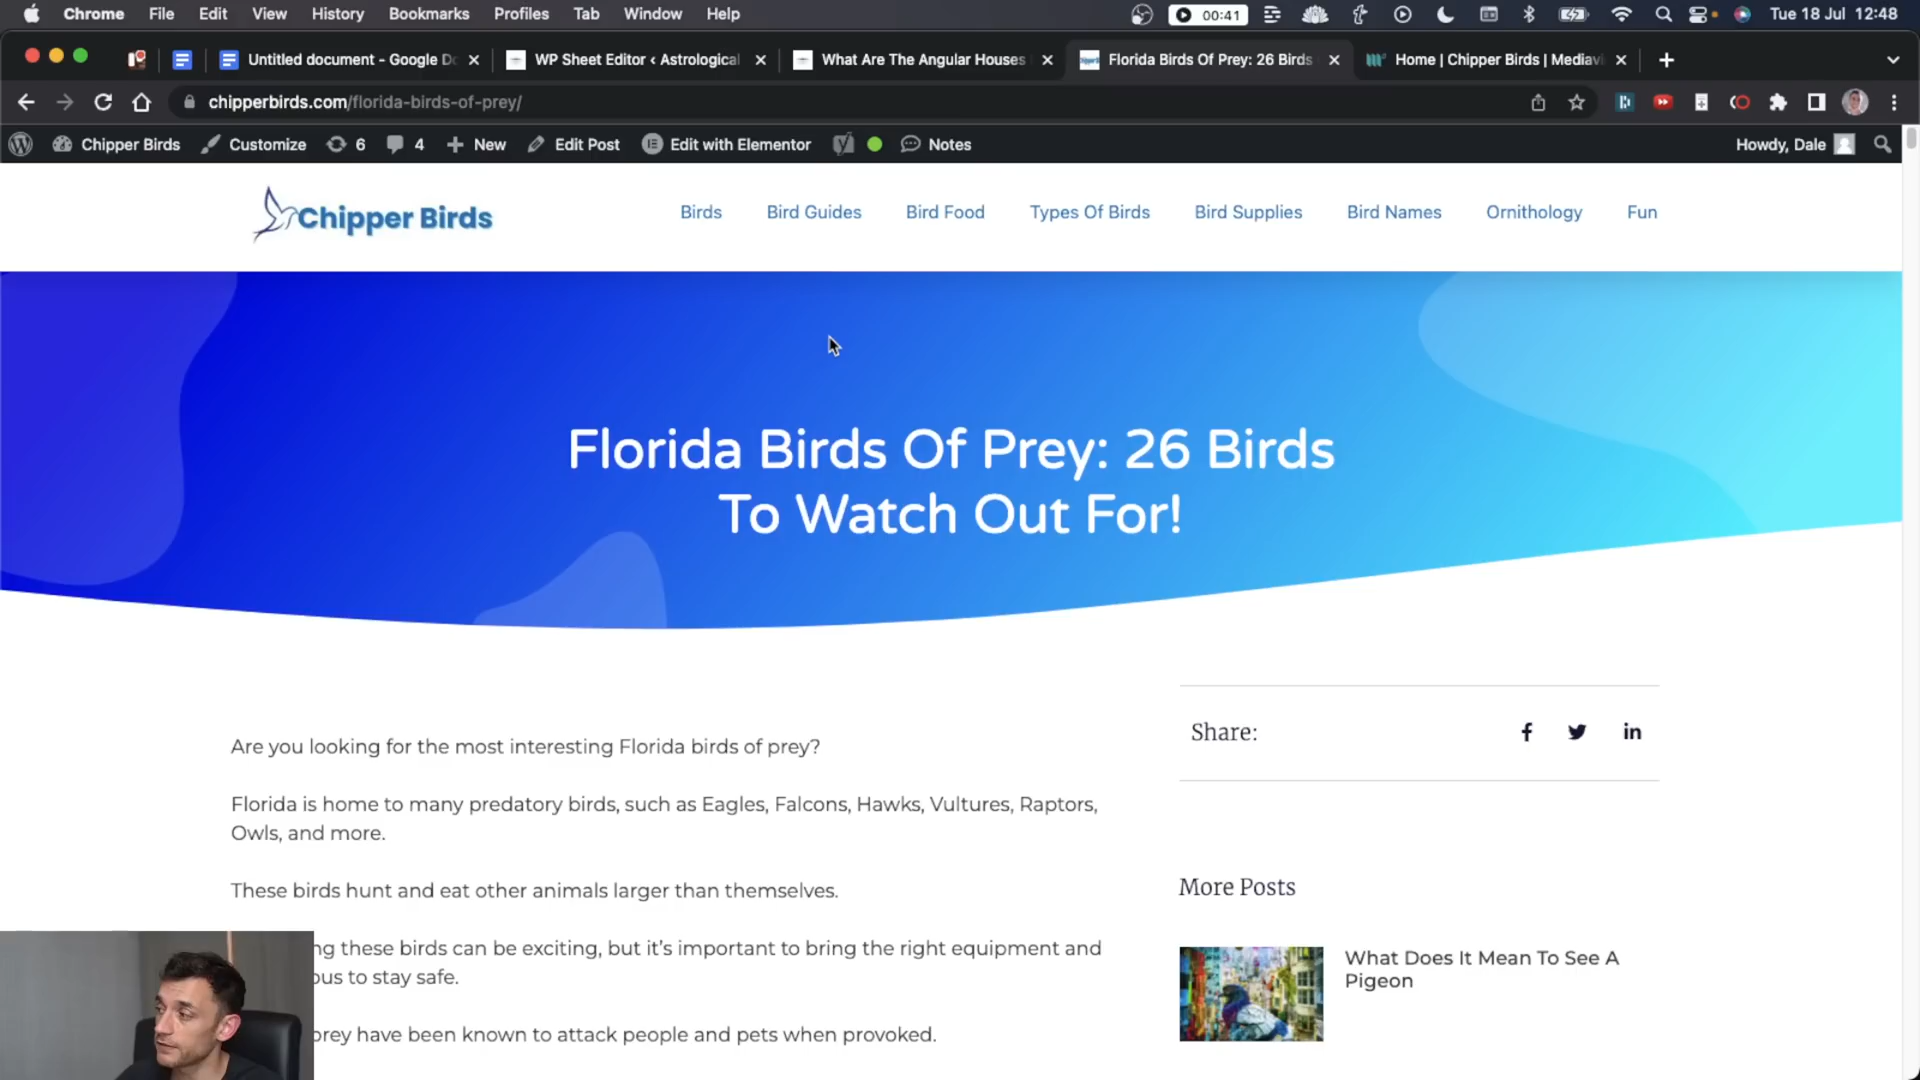 Chrome File Edit View History Bookmarks Profiles Tab Window Help 00:41 Tue 18 Jul 12:48
Untitled document - Google Do WP Sheet Editor ‹ Astrological What Are The Angular Houses Florida Birds Of Prey: 26 Birds Home | Chipper Birds | Mediavi
chipperbirds.com/florida-birds-of-prey/
Chipper Birds Customize 6 4 New Edit Post Edit with Elementor Notes Howdy, Dale
Chipper Birds Birds Bird Guides Bird Food Types Of Birds Bird Supplies Bird Names Ornithology Fun
Florida Birds Of Prey: 26 Birds
To Watch Out For!
Are you looking for the most interesting Florida birds of prey?
Florida is home to many predatory birds, such as Eagles, Falcons, Hawks, Vultures, Raptors,
Owls, and more.
These birds hunt and eat other animals larger than themselves.
ng these birds can be exciting, but it's important to bring the right equipment and
ous to stay safe.
prey have been known to attack people and pets when provoked.
Share:
More Posts
What Does It Mean To See A
Pigeon